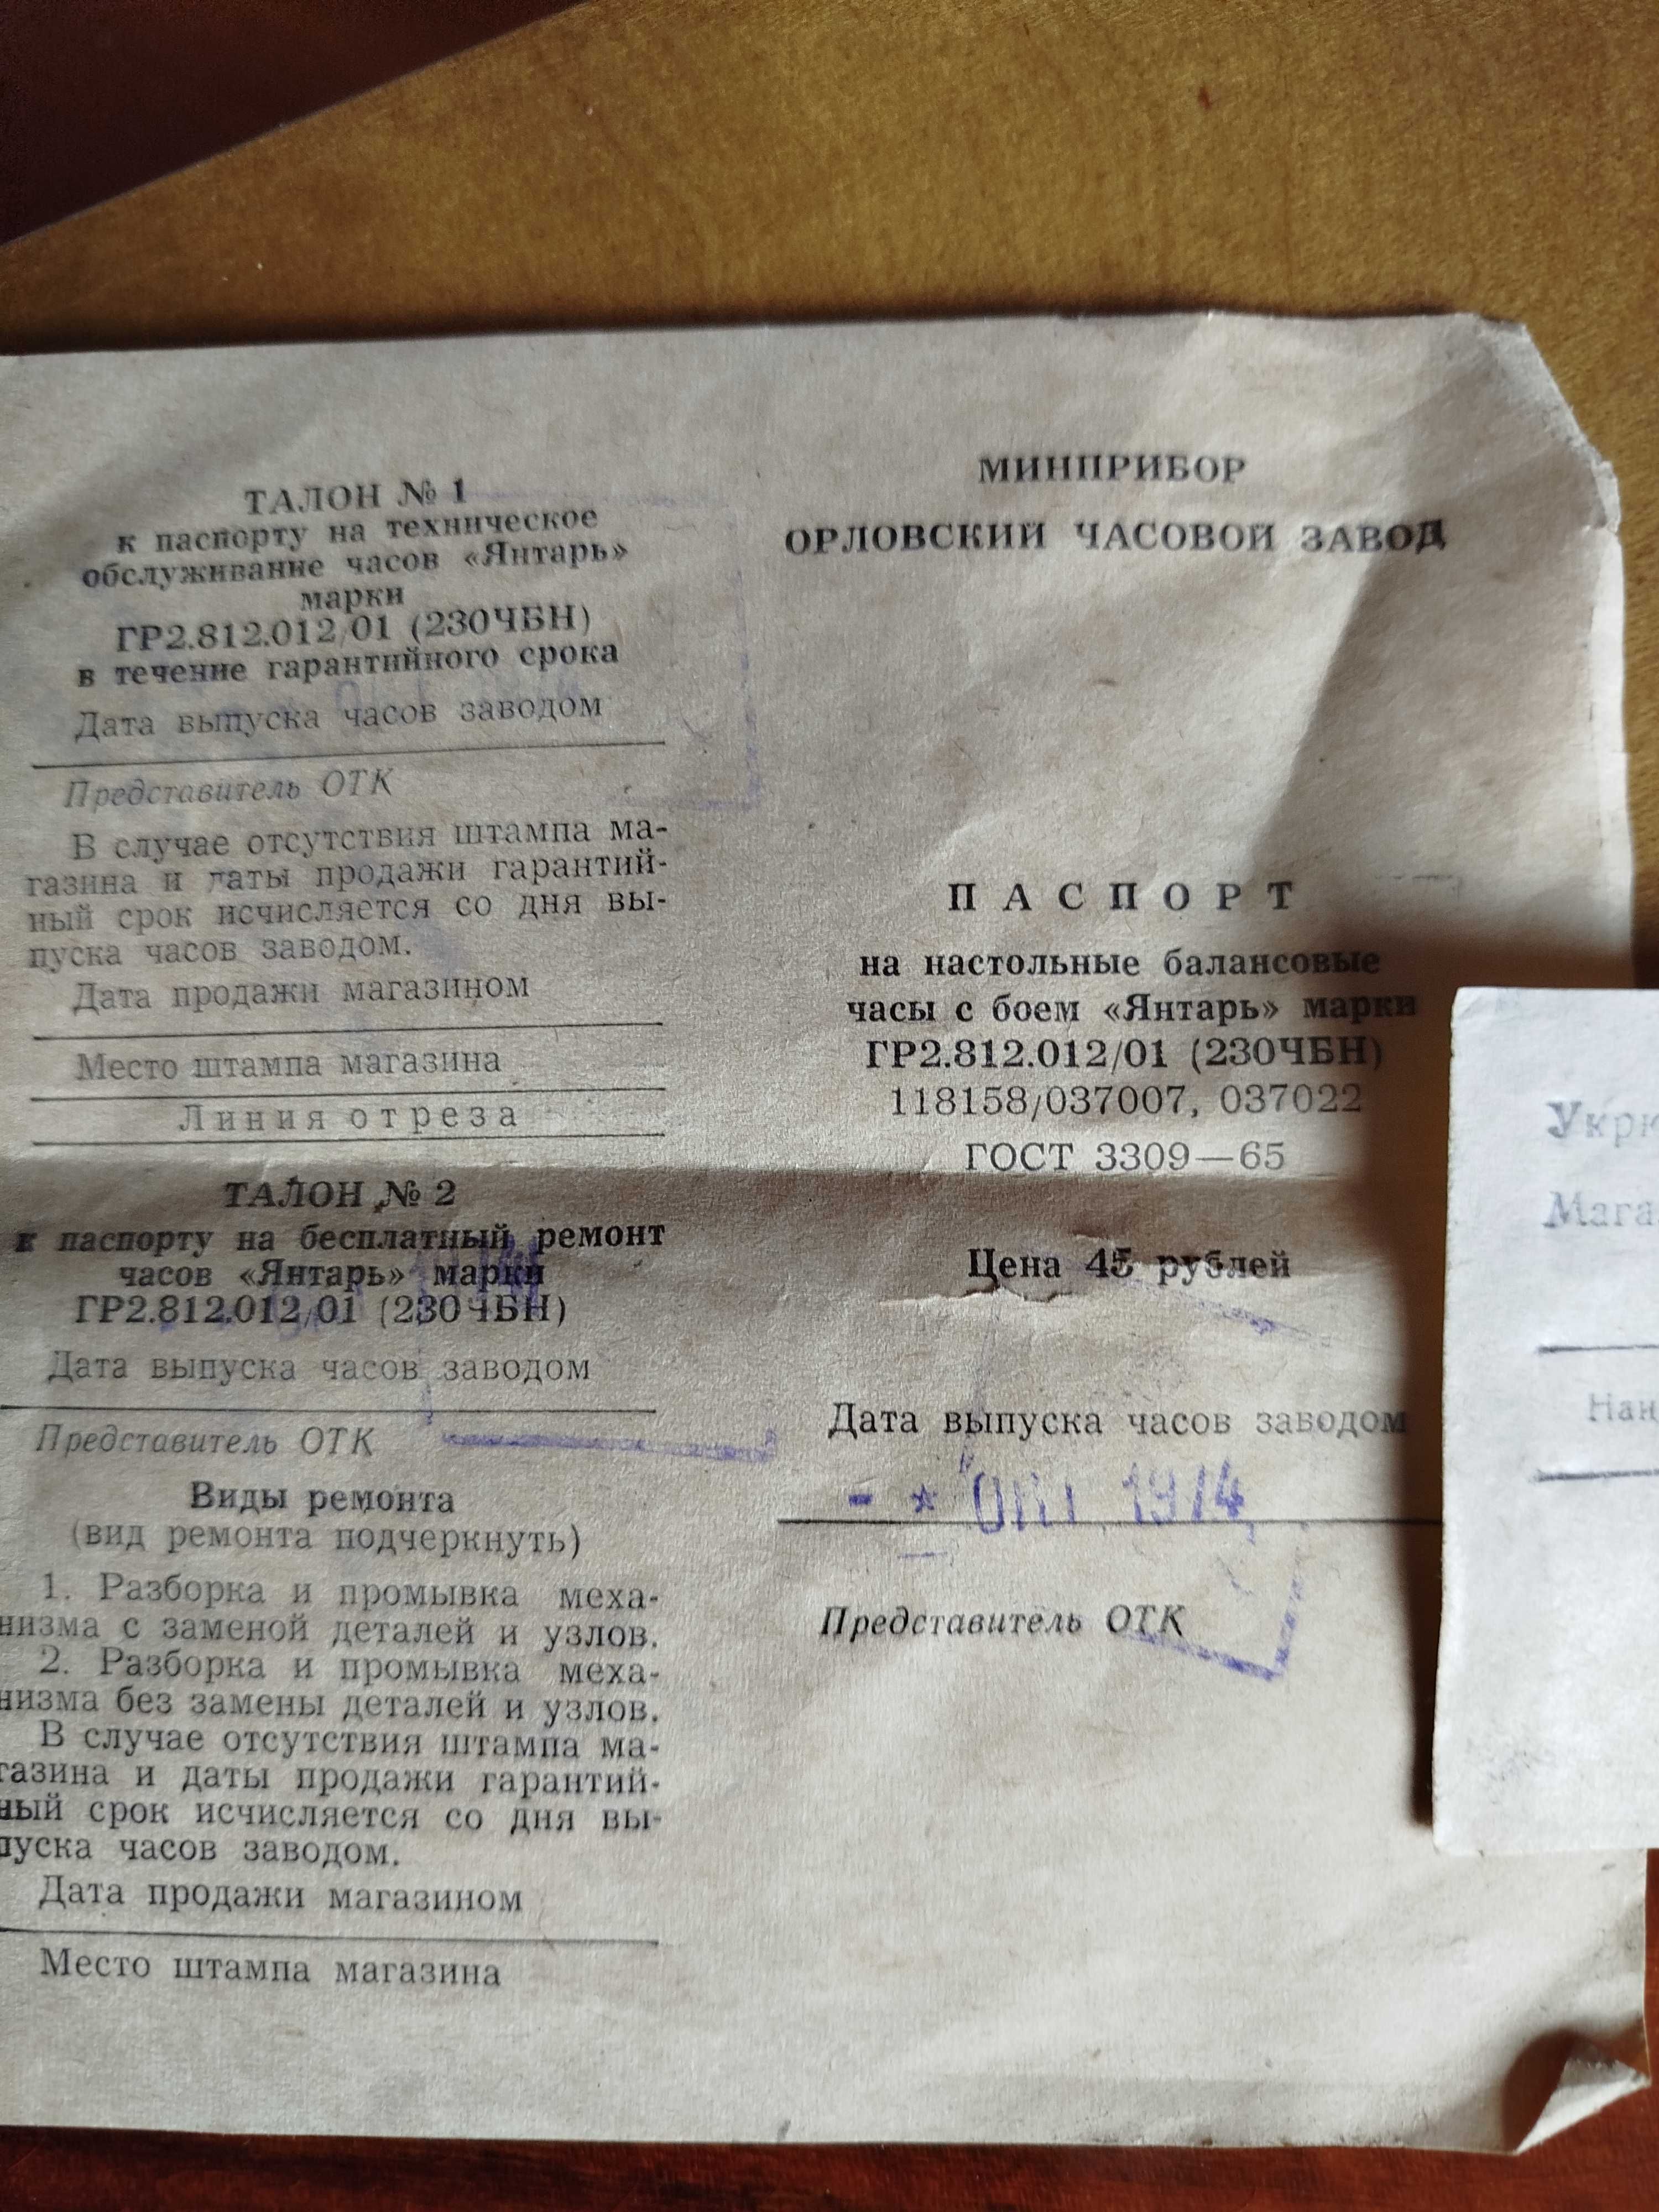 ТАЛОН № 1
к паспорту на техническое
обслуживание часов «Янтарь»
марки
ГР2.812.012/01 (230ЧБН)
в течение гарантийного срока
Дата выпуска часов заводом
Представитель ОТК
В случае отсутствия штампа ма-
газина и даты продажи гарантий-
ный срок исчисляется со дня вы-
пуска часов заводом.
Дата продажи магазином
Место штампа магазина
Линия отреза
ТАЛОН № 2
к паспорту на бесплатный ремонт
часов «Янтарь» марки
ГР2.812.012/01 (230ЧБН)
Дата выпуска часов заводом
Представитель ОТК
Виды ремонта
(вид ремонта подчеркнуть)
1. Разборка и промывка меха-
низма с заменой деталей и узлов.
2. Разборка и промывка меха-
низма без замены деталей и узлов.
В случае отсутствия штампа ма-
газина и даты продажи гарантий-
ный срок исчисляется со дня вы-
пуска часов заводом.
Дата продажи магазином
Место штампа магазина
МИНПРИБОР
ОРЛОВСКИЙ ЧАСОВОЙ ЗАВОД
ПАСПОРТ
на настольные балансовые
часы с боем «Янтарь» марки
ГР2.812.012/01 (230ЧБН)
118158/037007, 037022
ГОСТ 3309—65
Цена 45 рублей
Дата выпуска часов заводом
- * ОКТ 1974
Представитель ОТК
Укрю
Мага